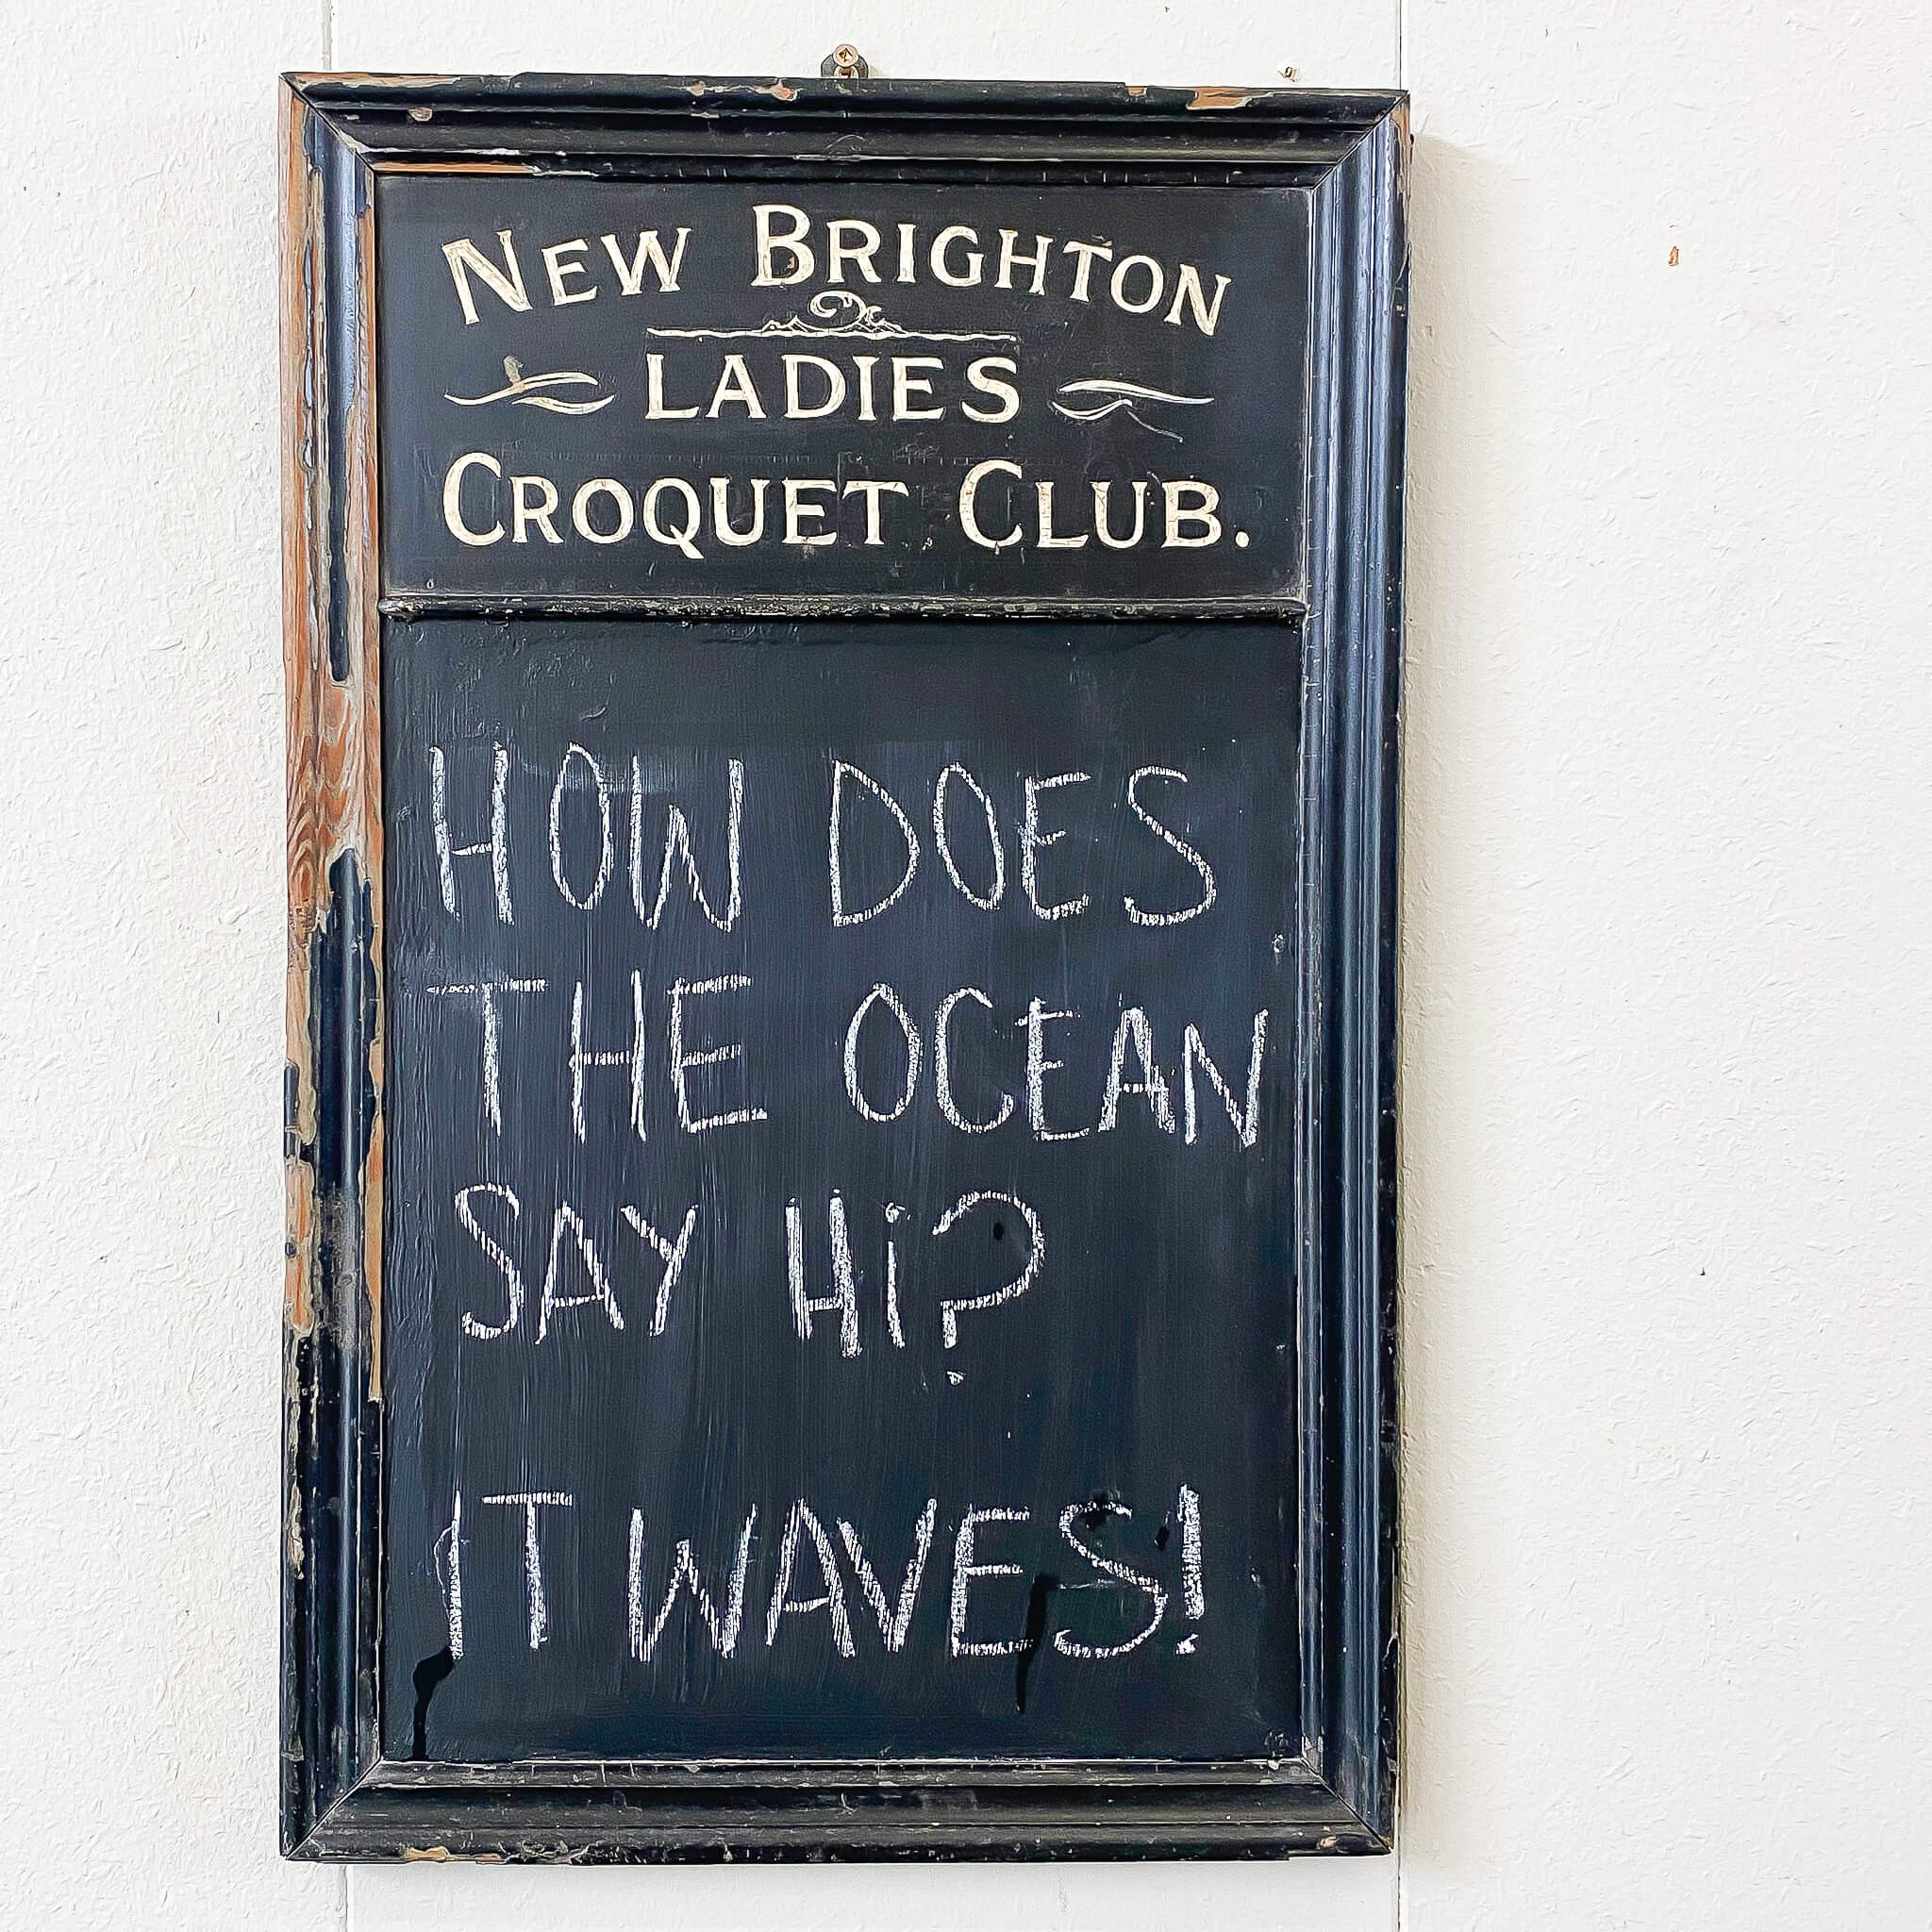 NEW BRIGHTON
LADIES
CROQUET CLUB.
HOW DOES
THE OCEAN
SAY Hi?
IT WAVES!